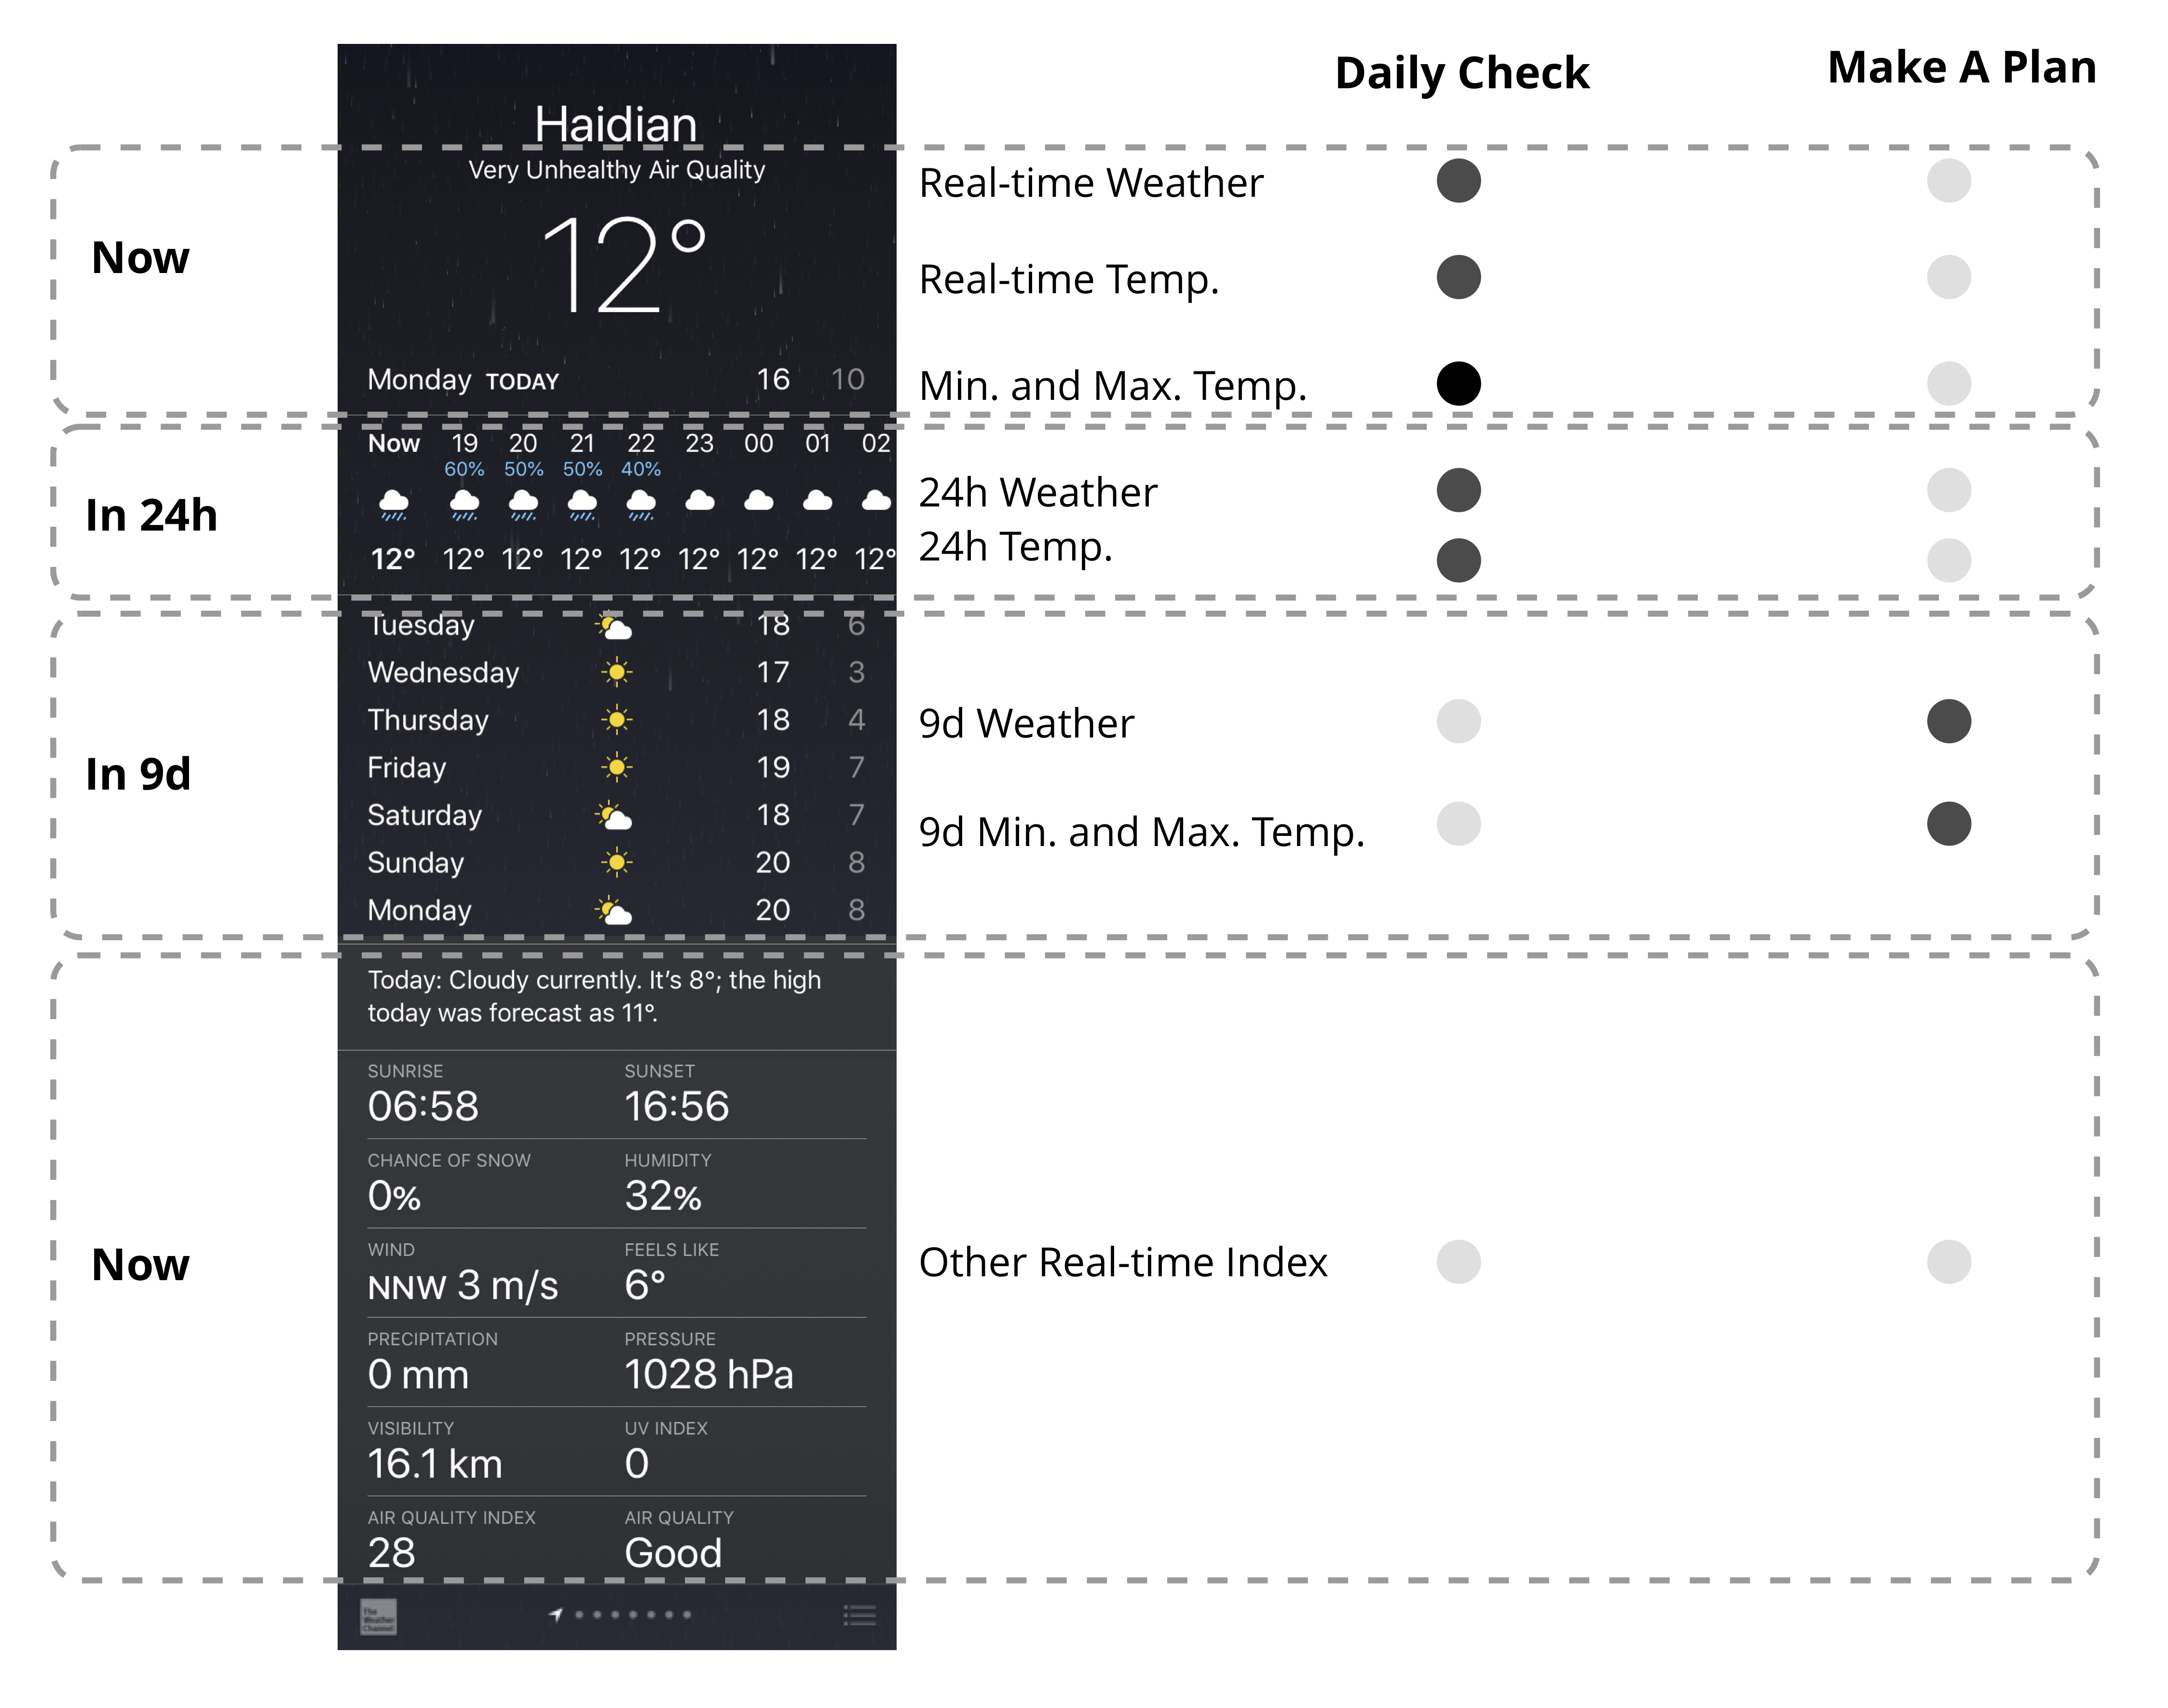 Daily Check
Make A Plan
Haidian
Very Unhealthy Air Quality
12°
Monday TODAY 16 10
Now
Real-time Weather
Real-time Temp.
Min. and Max. Temp.
Now 19 20 21 22 23 00 01 02
60% 50% 50% 40%
12° 12° 12° 12° 12° 12° 12° 12° 12°
In 24h
24h Weather
24h Temp.
Tuesday 18 6
Wednesday 17 3
Thursday 18 4
Friday 19 7
Saturday 18 7
Sunday 20 8
Monday 20 8
In 9d
9d Weather
9d Min. and Max. Temp.
Today: Cloudy currently. It’s 8°; the high
today was forecast as 11°.
SUNRISE SUNSET
06:58 16:56
CHANCE OF SNOW HUMIDITY
0% 32%
WIND FEELS LIKE
NNW 3 m/s 6°
PRECIPITATION PRESSURE
0 mm 1028 hPa
VISIBILITY UV INDEX
16.1 km 0
AIR QUALITY INDEX AIR QUALITY
28 Good
Now
Other Real-time Index
The
Weather
Channel